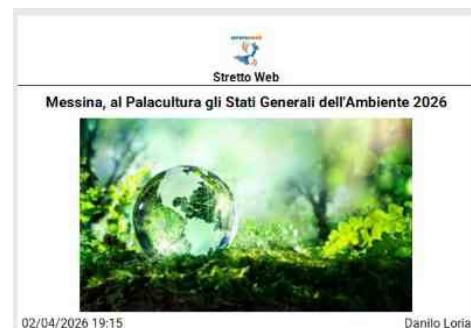 Stretto Web
Messina, al Palacultura gli Stati Generali dell'Ambiente 2026
02/04/2026 19:15
Danilo Loria